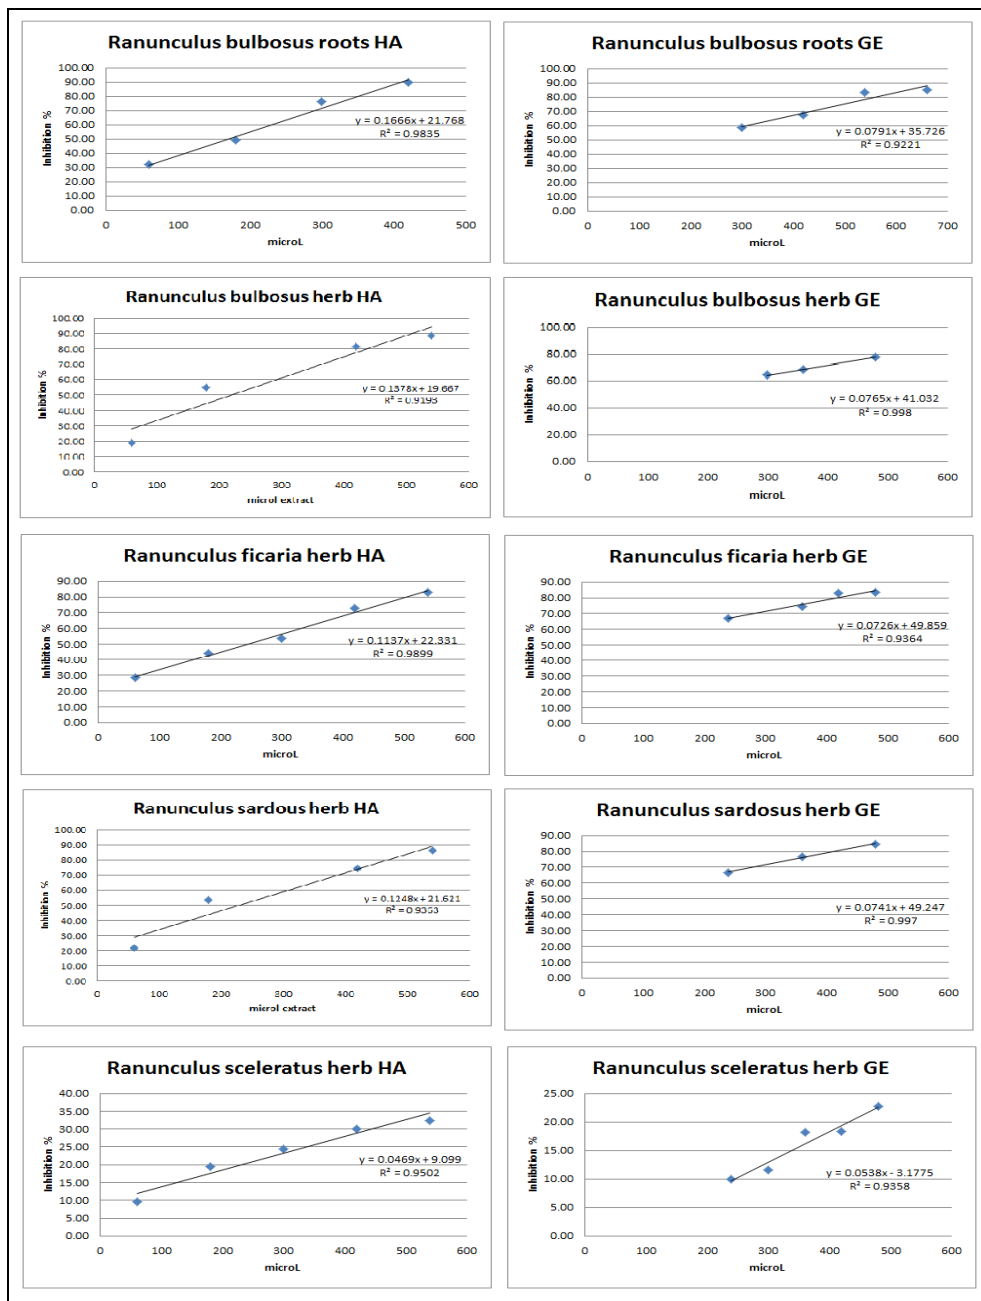 Ranunculus bulbosus roots HA
100.00
90.00
80.00
70.00
60.00
50.00
40.00
30.00
20.00
10.00
0.00
Inhibition %
y = 0.1666x + 21.768
R² = 0.9835
0 100 200 300 400 500
microL
Ranunculus bulbosus roots GE
100.00
90.00
80.00
70.00
60.00
50.00
40.00
30.00
20.00
10.00
0.00
Inhibition %
y = 0.0791x + 35.726
R² = 0.9221
0 100 200 300 400 500 600 700
microL
Ranunculus bulbosus herb HA
100.00
90.00
80.00
70.00
60.00
50.00
40.00
30.00
20.00
10.00
0.00
Inhibition %
y = 0.1378x + 19.667
R² = 0.9193
0 100 200 300 400 500 600
microl extract
Ranunculus bulbosus herb GE
100.00
80.00
60.00
40.00
20.00
0.00
Inhibition %
y = 0.0765x + 41.032
R² = 0.998
0 100 200 300 400 500 600
microL
Ranunculus ficaria herb HA
90.00
80.00
70.00
60.00
50.00
40.00
30.00
20.00
10.00
0.00
Inhibition %
y = 0.1137x + 22.331
R² = 0.9899
0 100 200 300 400 500 600
microL
Ranunculus ficaria herb GE
90.00
80.00
70.00
60.00
50.00
40.00
30.00
20.00
10.00
0.00
Inhibition %
y = 0.0726x + 49.859
R² = 0.9364
0 100 200 300 400 500 600
microL
Ranunculus sardous herb HA
100.00
90.00
80.00
70.00
60.00
50.00
40.00
30.00
20.00
10.00
0.00
Inhibition %
y = 0.1248x + 21.621
R² = 0.9353
0 100 200 300 400 500 600
microl extract
Ranunculus sardosus herb GE
90.00
80.00
70.00
60.00
50.00
40.00
30.00
20.00
10.00
0.00
Inhibition %
y = 0.0741x + 49.247
R² = 0.997
0 100 200 300 400 500 600
microL
Ranunculus sceleratus herb HA
40.00
35.00
30.00
25.00
20.00
15.00
10.00
5.00
0.00
Inhibition %
y = 0.0469x + 9.099
R² = 0.9502
0 100 200 300 400 500 600
microL
Ranunculus sceleratus herb GE
25.00
20.00
15.00
10.00
5.00
0.00
Inhibition %
y = 0.0538x - 3.1775
R² = 0.9358
0 100 200 300 400 500 600
microL